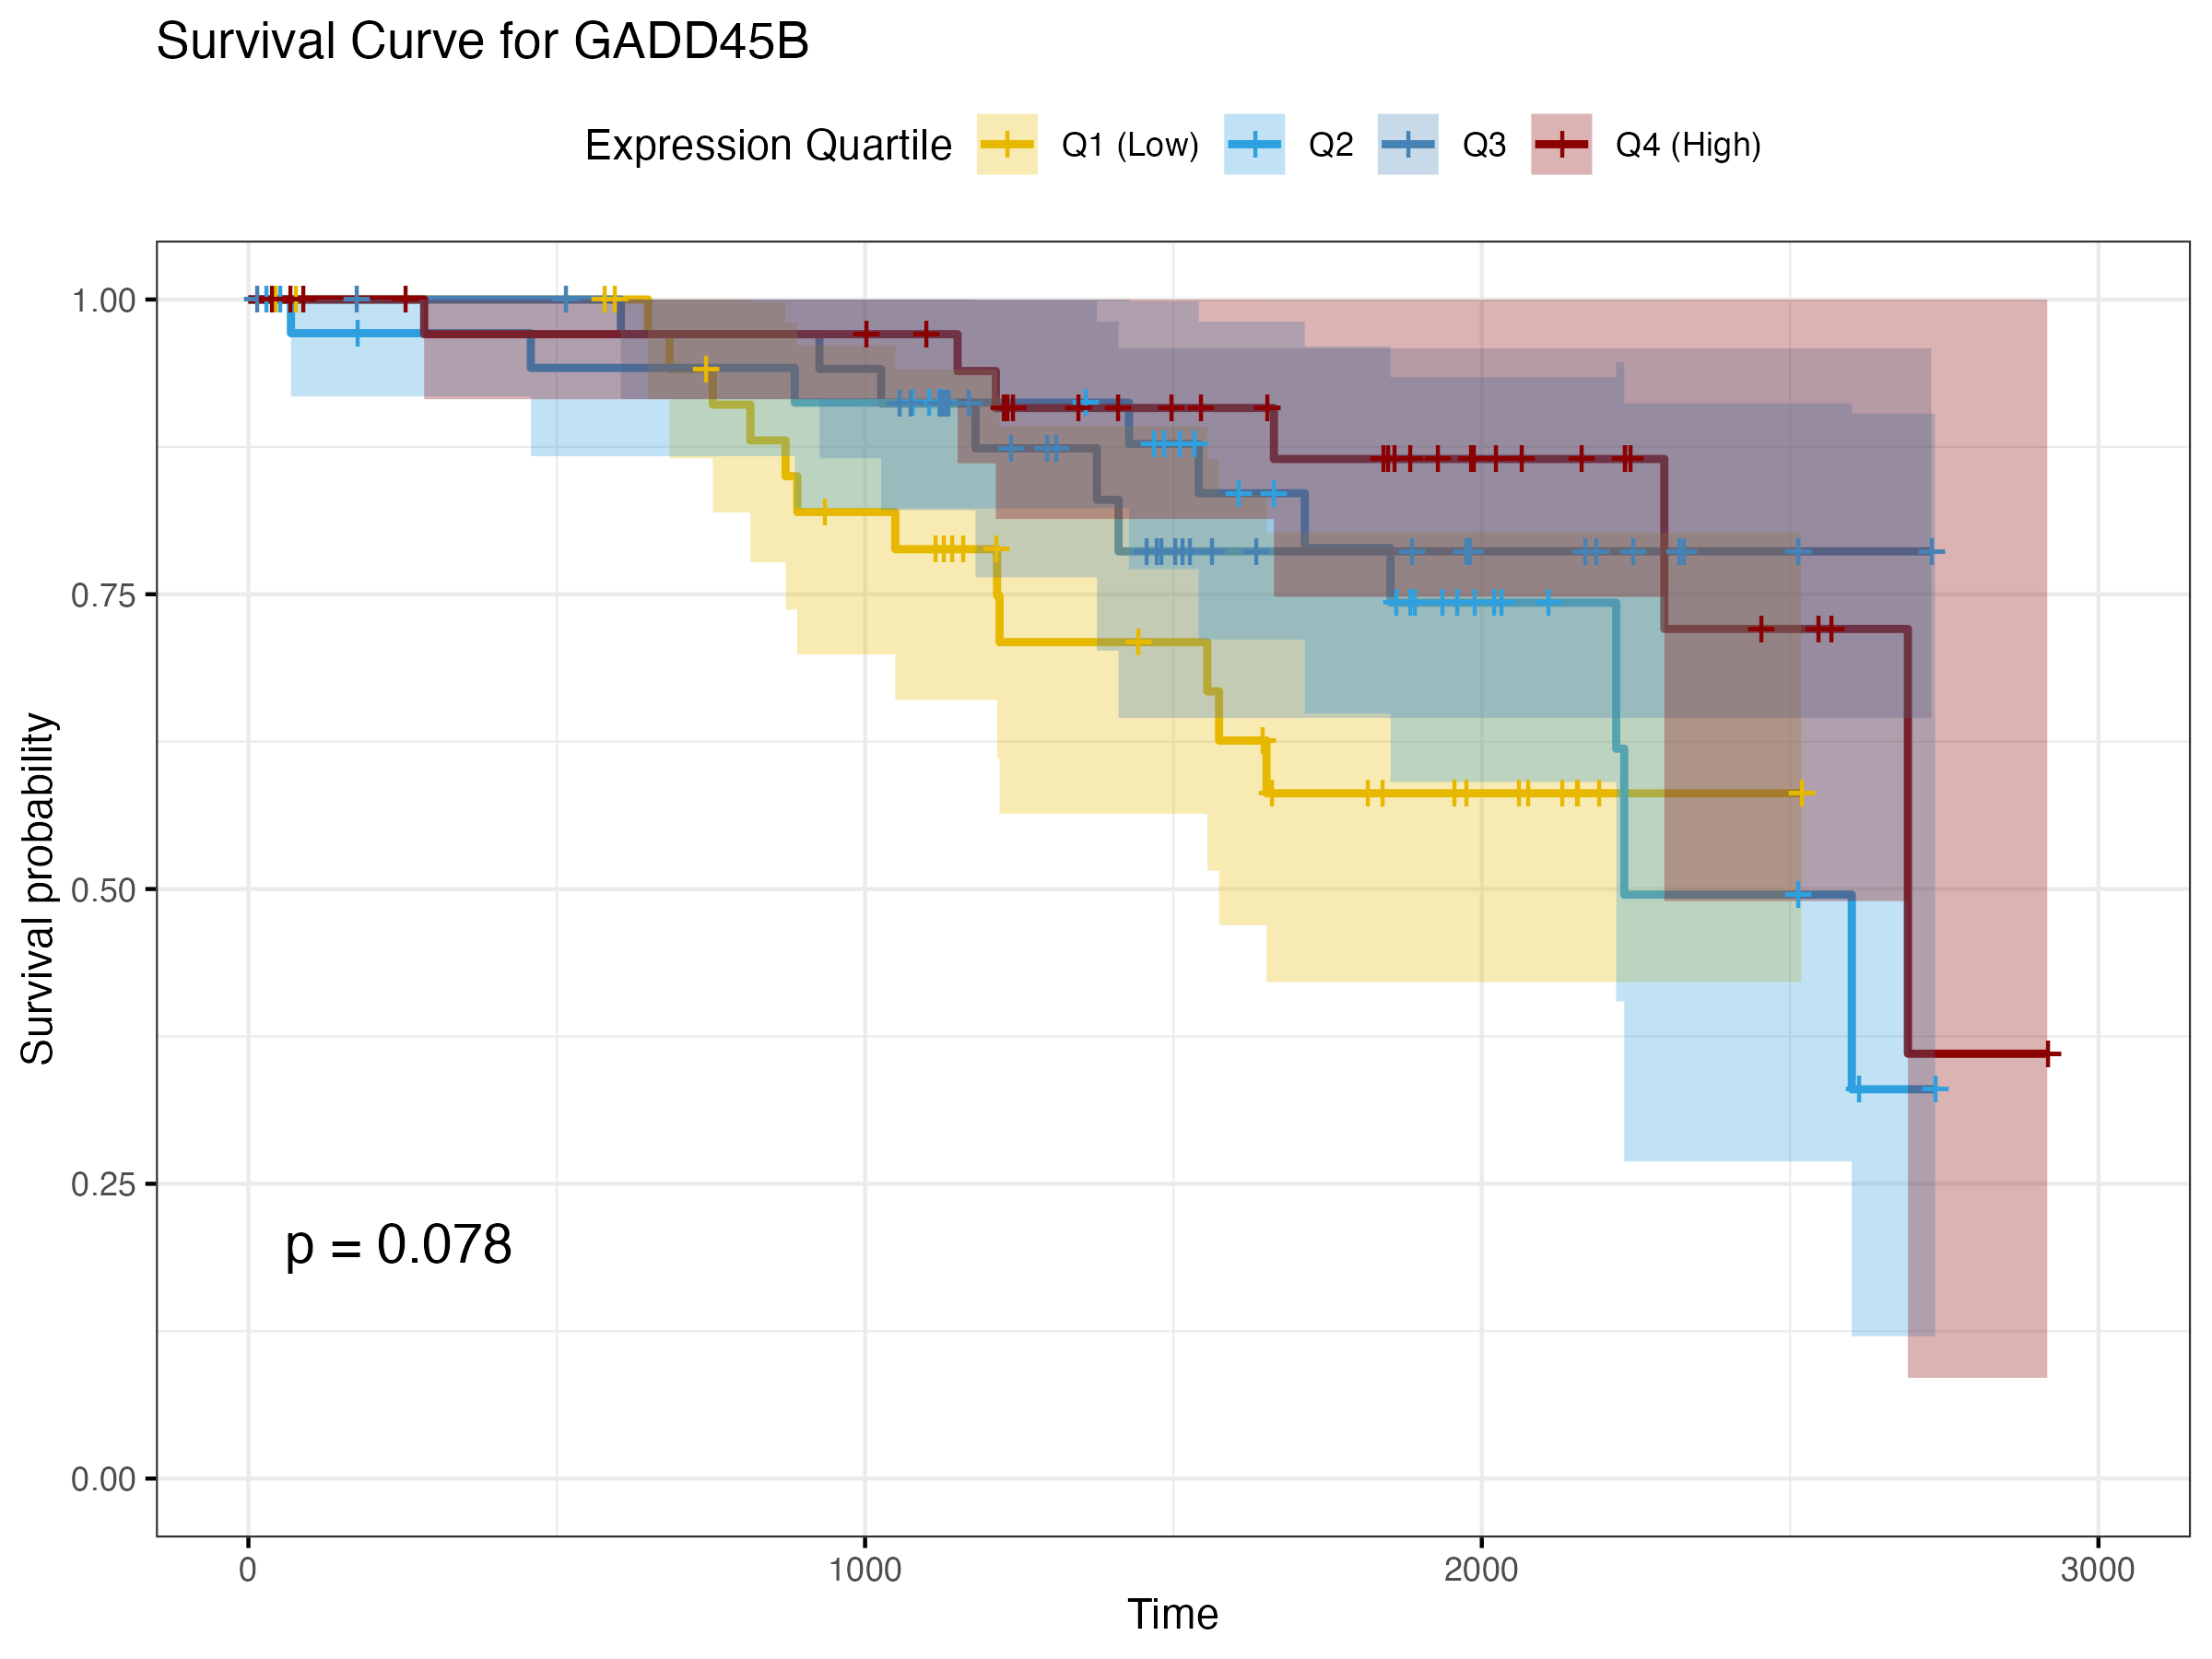 Survival Curve for GADD45B
Expression Quartile Q1 (Low) Q2 Q3 Q4 (High)
Survival probability
1.00
0.75
0.50
0.25
0.00
p = 0.078
0 1000 2000 3000
Time